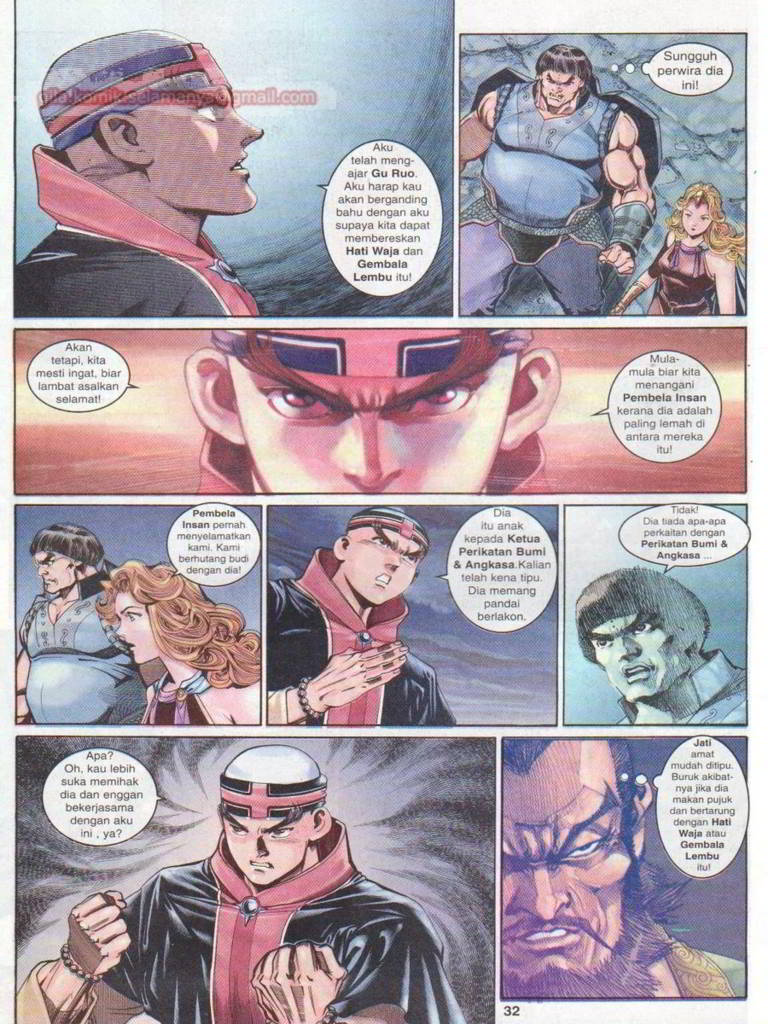 Aku
telah meng-
ajar Gu Ruo.
Aku harap kau
akan berganding
bahu dengan aku
supaya kita dapat
membereskan
Hati Waja dan
Gembala
Lembu itu!
Sungguh
perwira dia
ini!
Akan
tetapi, kita
mesti ingat, biar
lambat asalkan
selamat!
Mula-
mula biar kita
menangani
Pembela Insan
kerana dia adalah
paling lemah di
antara mereka
itu!
Pembela
Insan pernah
menyelamatkan
kami. Kami
berhutang budi
dengan dia!
Dia
itu anak
kepada Ketua
Perikatan Bumi
& Angkasa.Kalian
telah kena tipu.
Dia memang
pandai
berlakon.
Tidak!
Dia tiada apa-apa
perkaitan dengan
Perikatan Bumi &
Angkasa ...
Apa?
Oh, kau lebih
suka memihak
dia dan enggan
bekerjasama
dengan aku
ini , ya?
Jati
amat
mudah ditipu.
Buruk akibat-
nya jika dia
makan pujuk
dan bertarung
dengan Hati
Waja atau
Gembala
Lembu
itu!
32